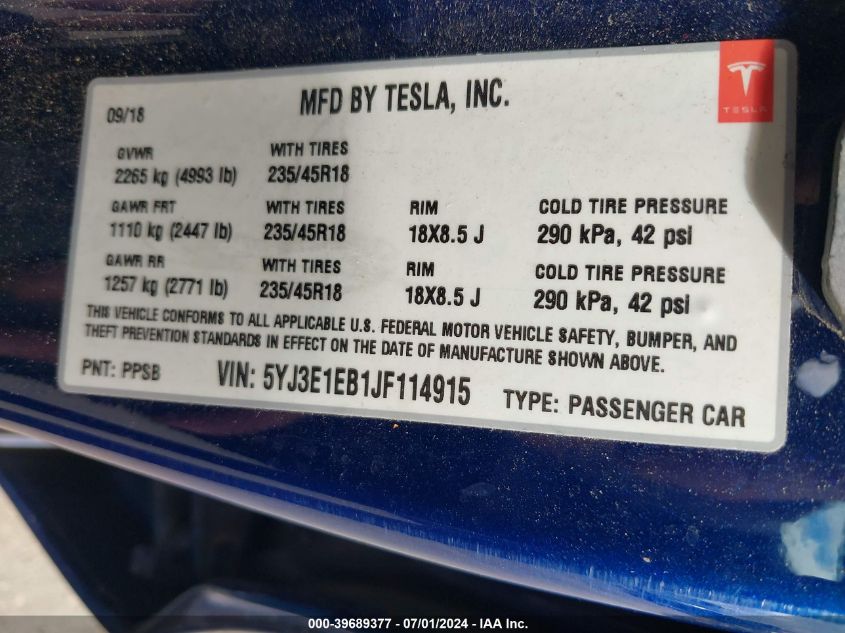 MFD BY TESLA, INC.
TESLA
09/18
GVWR WITH TIRES
2265 kg (4993 lb) 235/45R18
GAWR FRT WITH TIRES RIM COLD TIRE PRESSURE
1110 kg (2447 lb) 235/45R18 18X8.5 J 290 kPa, 42 psi
GAWR RR WITH TIRES RIM COLD TIRE PRESSURE
1257 kg (2771 lb) 235/45R18 18X8.5 J 290 kPa, 42 psi
THIS VEHICLE CONFORMS TO ALL APPLICABLE U.S. FEDERAL MOTOR VEHICLE SAFETY, BUMPER, AND
THEFT PREVENTION STANDARDS IN EFFECT ON THE DATE OF MANUFACTURE SHOWN ABOVE.
PNT: PPSB VIN: 5YJ3E1EB1JF114915 TYPE: PASSENGER CAR
000-39689377 / 07/01/2024 - IAA Inc.